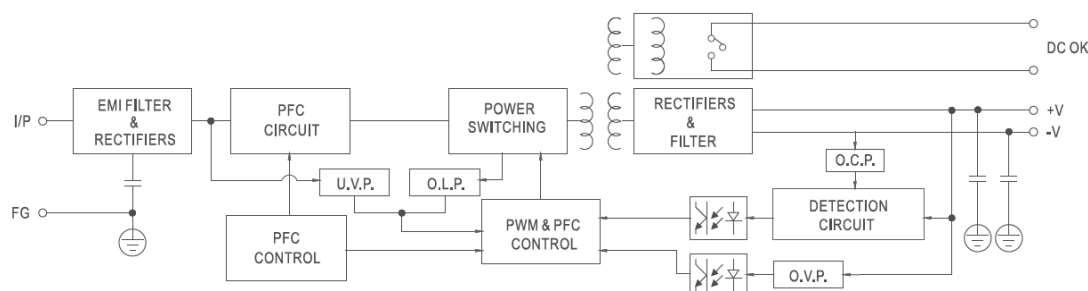 DC OK
EMI FILTER
&
RECTIFIERS
PFC
CIRCUIT
POWER
SWITCHING
RECTIFIERS
&
FILTER
I/P
+V
-V
O.C.P.
U.V.P.
O.L.P.
FG
PFC
CONTROL
PWM & PFC
CONTROL
DETECTION
CIRCUIT
O.V.P.